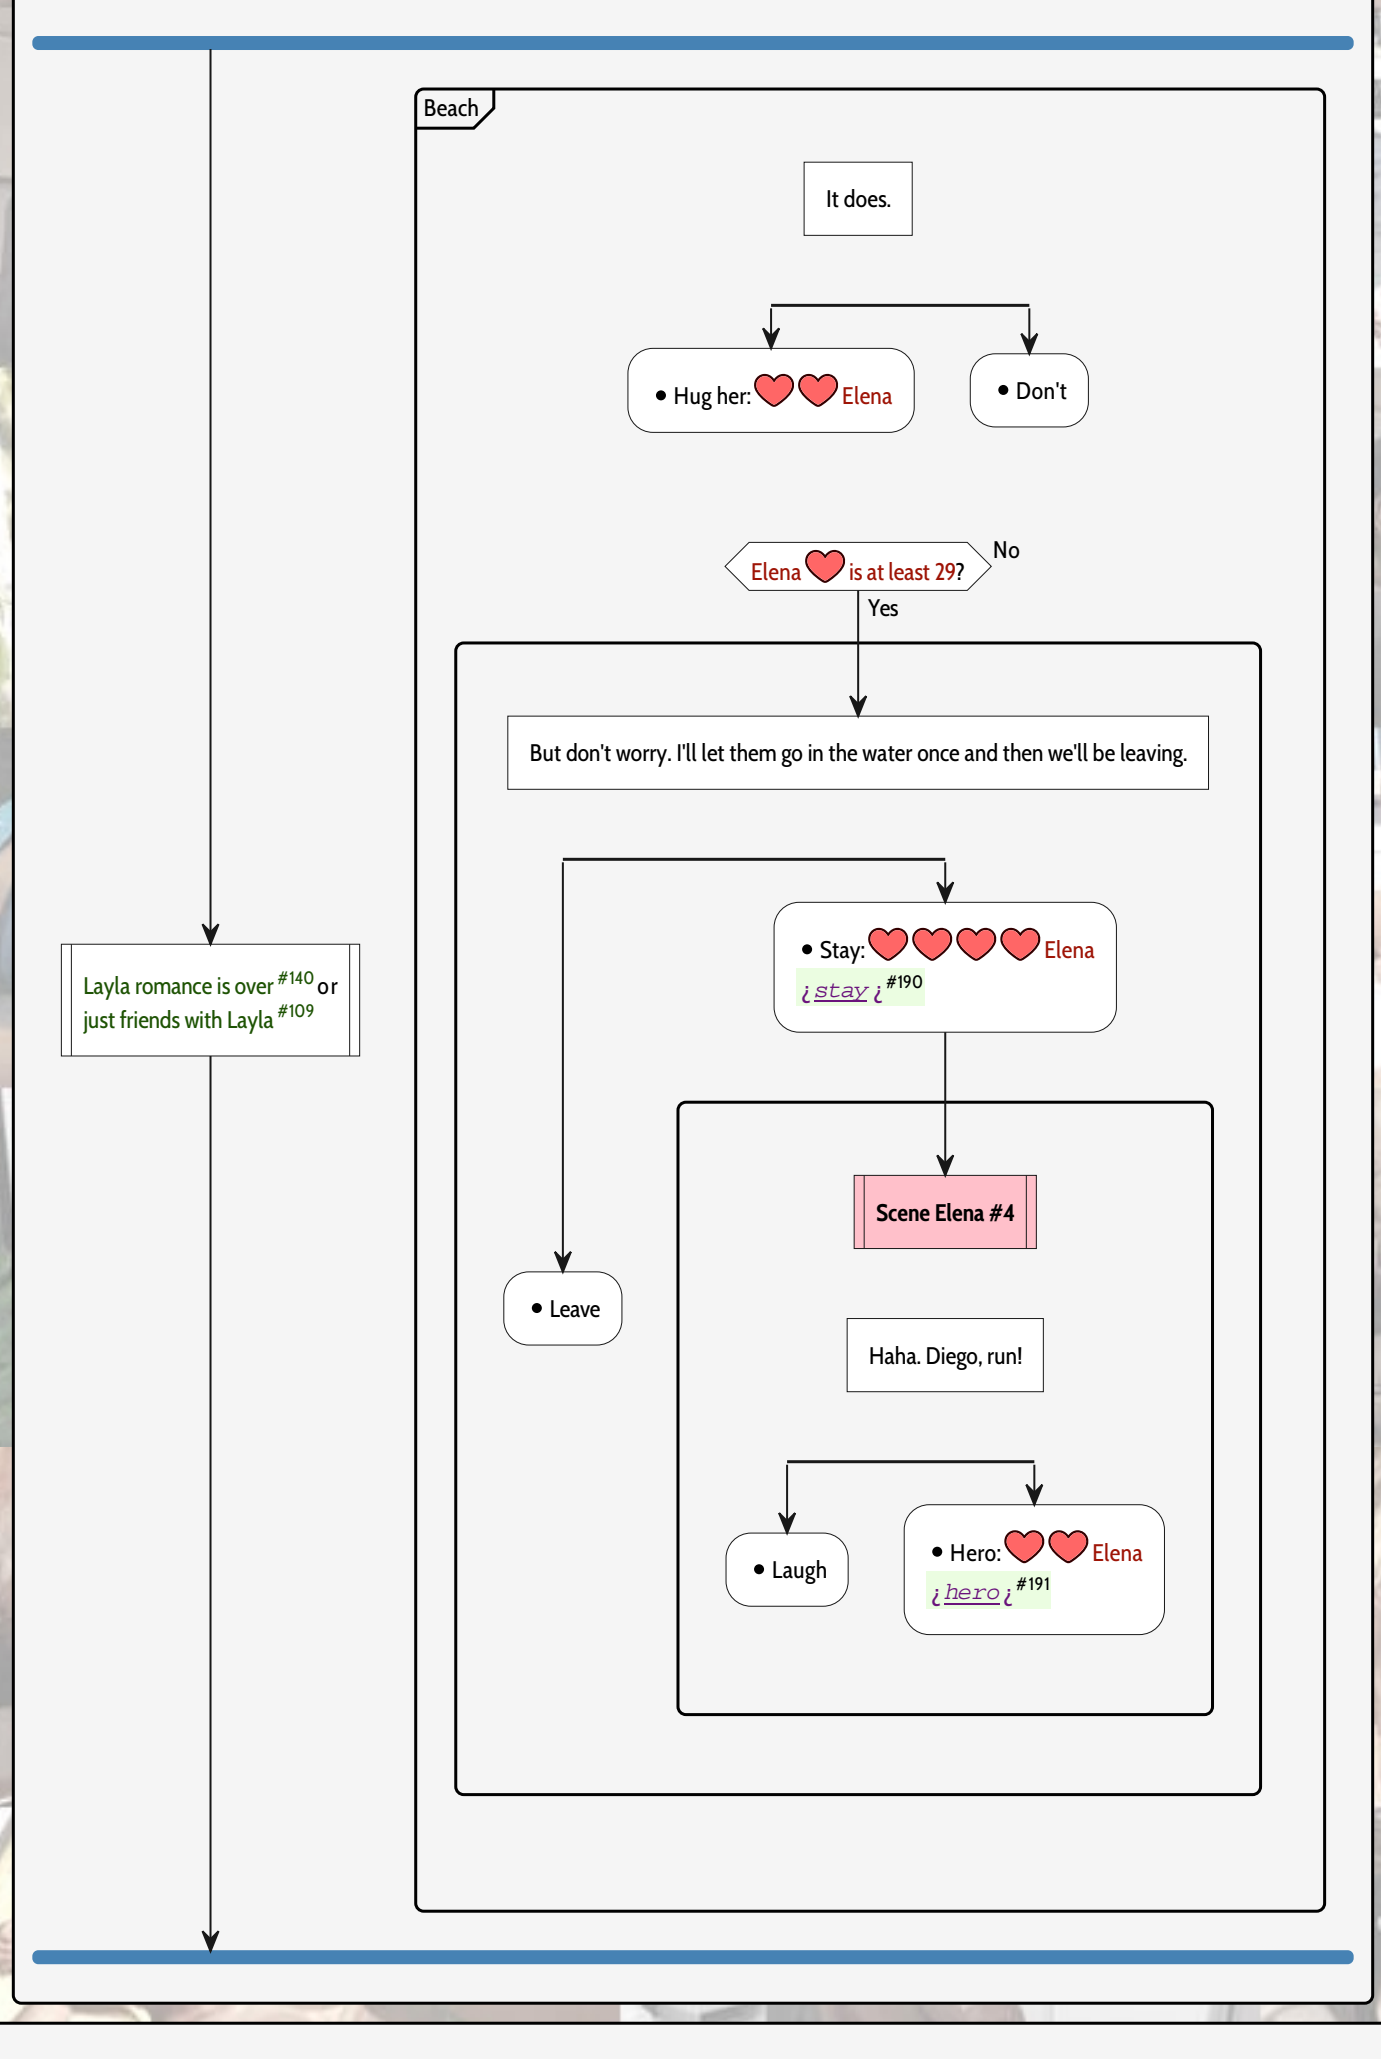 Beach
It does.
• Hug her: Elena
• Don't
Elena is at least 29?
No
Yes
But don't worry. I'll let them go in the water once and then we'll be leaving.
• Stay: Elena
¿stay¿ #190
Layla romance is over #140 or
just friends with Layla #109
Scene Elena #4
• Leave
Haha. Diego, run!
• Laugh
• Hero: Elena
¿hero¿ #191